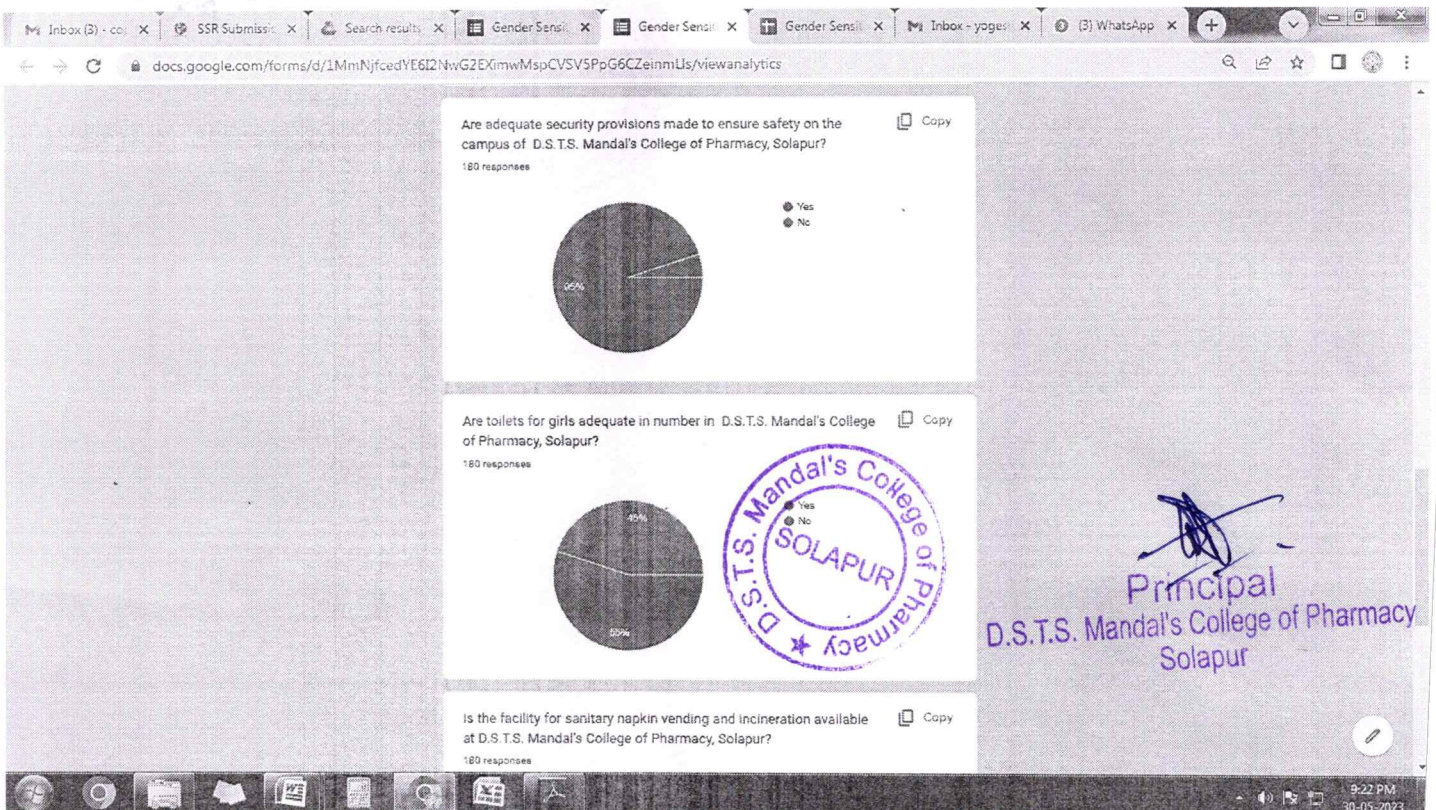 Inbox (3) - co
SSR Submissic
Search results
Gender Sensit
Gender Sensit
Gender Sensit
Inbox - yoges
(3) WhatsApp
docs.google.com/forms/d/1MmNjfcedYE6I2NwG2EXimwMspCVSV5PpG6CZeinmLls/viewanalytics
Are adequate security provisions made to ensure safety on the
campus of D.S.T.S. Mandal's College of Pharmacy, Solapur?
Copy
180 responses
Yes
No
95%
Are toilets for girls adequate in number in D.S.T.S. Mandal's College
of Pharmacy, Solapur?
Copy
180 responses
Yes
No
45%
55%
D.S.T.S. Mandal's College of Pharmacy
SOLAPUR
Principal
D.S.T.S. Mandal's College of Pharmacy
Solapur
Is the facility for sanitary napkin vending and incineration available
at D.S.T.S. Mandal's College of Pharmacy, Solapur?
Copy
180 responses
9:22 PM
30-05-2023